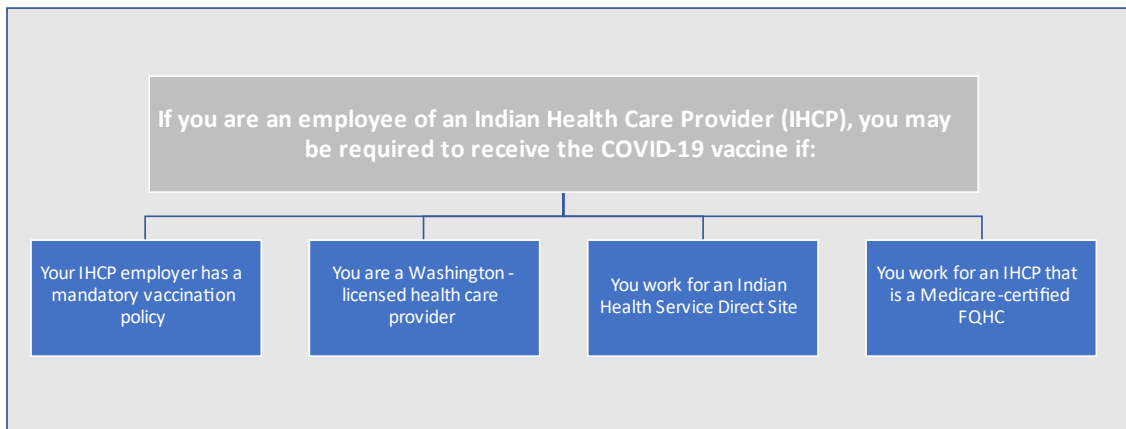 If you are an employee of an Indian Health Care Provider (IHCP), you may
be required to receive the COVID-19 vaccine if:
Your IHCP employer has a
mandatory vaccination
policy
You are a Washington -
licensed health care
provider
You work for an Indian
Health Service Direct Site
You work for an IHCP that
is a Medicare-certified
FQHC